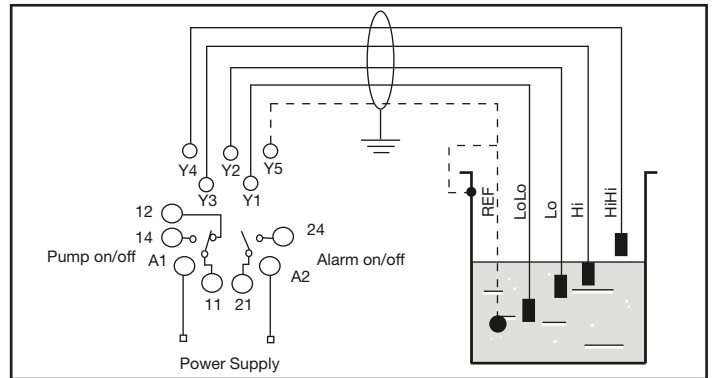 Y4
Y3
Y2
Y1
Y5
12
14
A1
11
21
24
A2
Pump on/off
Alarm on/off
Power Supply
REF
LoLo
Lo
Hi
HiHi